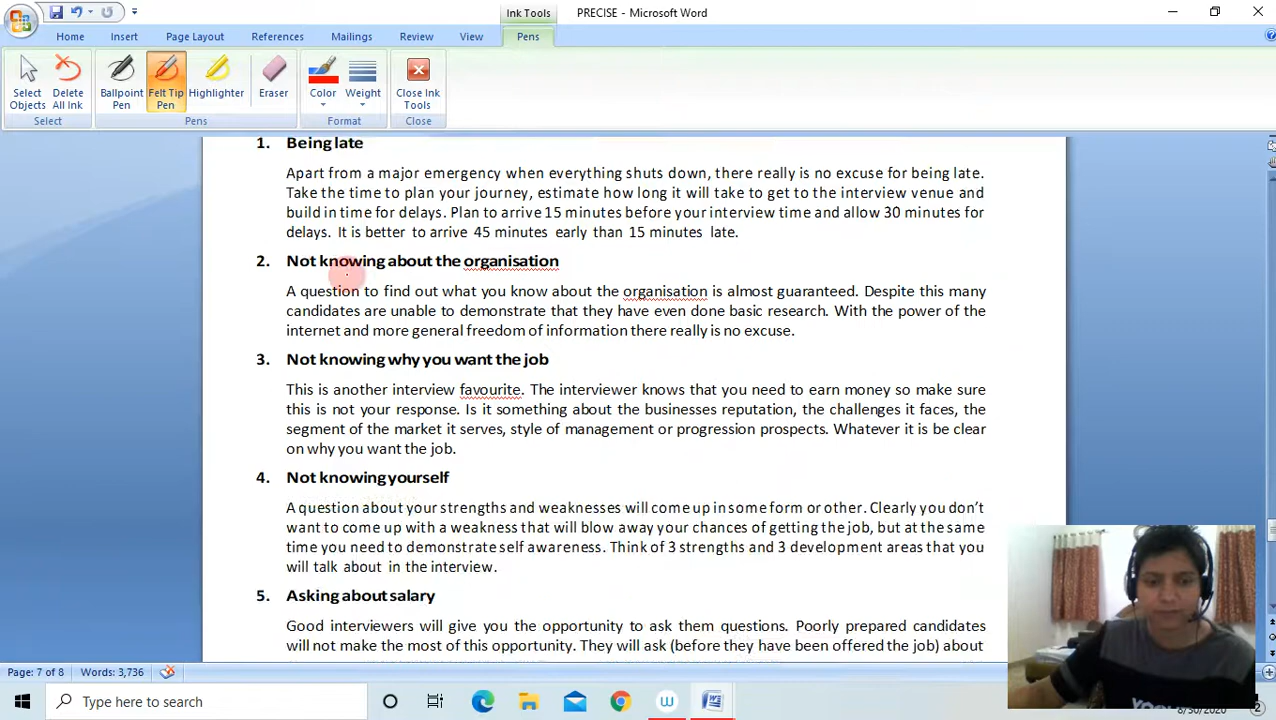 Ink Tools
PRECISE - Microsoft Word
Home
Insert
Page Layout
References
Mailings
Review
View
Pens
Select
Objects
Delete
All Ink
Ballpoint
Pen
Felt Tip
Pen
Highlighter
Eraser
Color
Weight
Close Ink
Tools
Select
Pens
Format
Close
1. Being late
Apart from a major emergency when everything shuts down, there really is no excuse for being late.
Take the time to plan your journey, estimate how long it will take to get to the interview venue and
build in time for delays. Plan to arrive 15 minutes before your interview time and allow 30 minutes for
delays. It is better to arrive 45 minutes early than 15 minutes late.
2. Not knowing about the organisation
A question to find out what you know about the organisation is almost guaranteed. Despite this many
candidates are unable to demonstrate that they have even done basic research. With the power of the
internet and more general freedom of information there really is no excuse.
3. Not knowing why you want the job
This is another interview favourite. The interviewer knows that you need to earn money so make sure
this is not your response. Is it something about the businesses reputation, the challenges it faces, the
segment of the market it serves, style of management or progression prospects. Whatever it is be clear
on why you want the job.
4. Not knowing yourself
A question about your strengths and weaknesses will come up in some form or other. Clearly you don't
want to come up with a weakness that will blow away your chances of getting the job, but at the same
time you need to demonstrate self awareness. Think of 3 strengths and 3 development areas that you
will talk about in the interview.
5. Asking about salary
Good interviewers will give you the opportunity to ask them questions. Poorly prepared candidates
will not make the most of this opportunity. They will ask (before they have been offered the job) about
Page: 7 of 8
Words: 3,736
Type here to search
8/30/2020
2